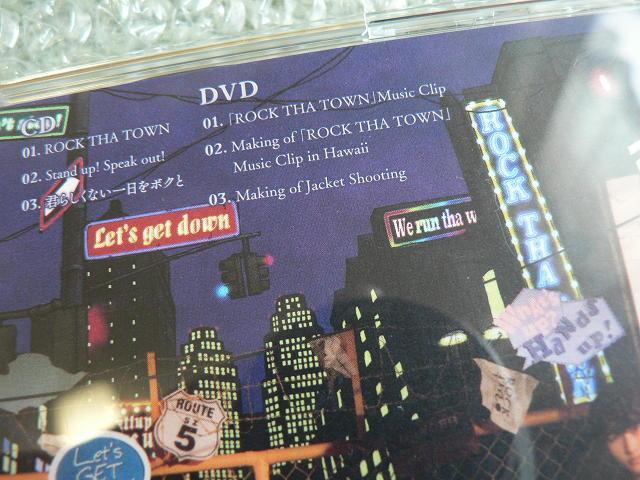 CD
01. ROCK THA TOWN
02. Stand up! Speak out!
03. 君らしくない一日をボクと
DVD
01. 「ROCK THA TOWN」Music Clip
02. Making of「ROCK THA TOWN」
Music Clip in Hawaii
03. Making of Jacket Shooting
Let's get down
We run tha
ROCK THA
Hands
up!
ROUTE
5
Let's
GET